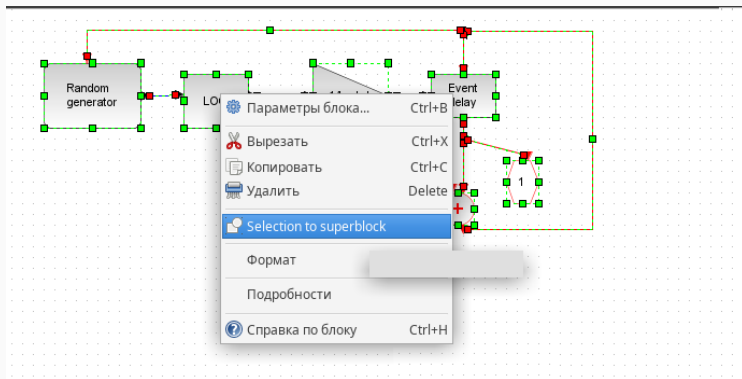 Random
generator
LO
Event
elay
1
Параметры блока... Ctrl+B
Вырезать Ctrl+X
Копировать Ctrl+C
Удалить Delete
Selection to superblock
Формат
Подробности
Справка по блоку Ctrl+H